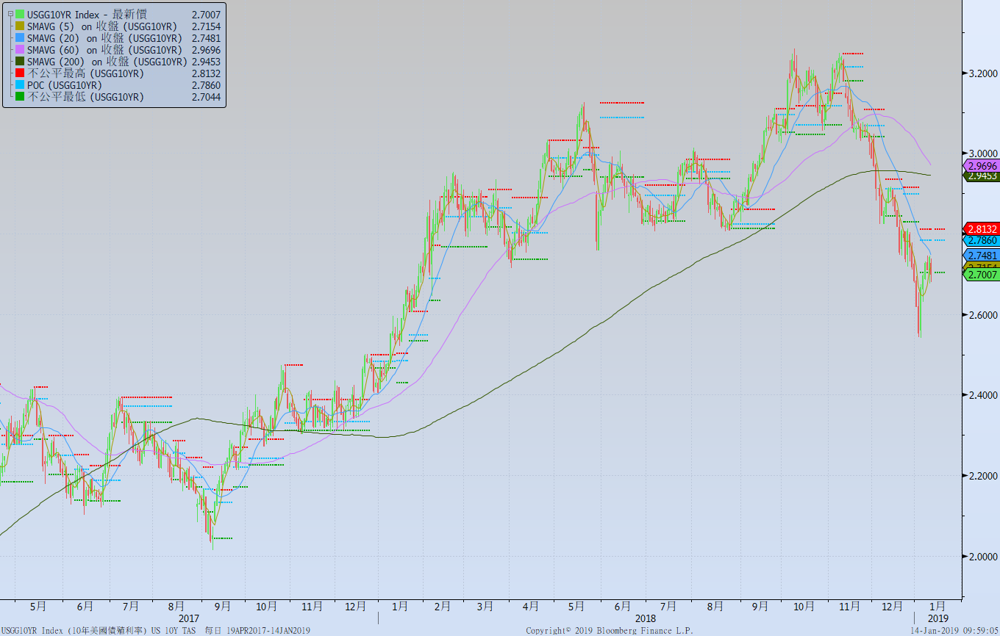 USGG10YR Index - 最新價 2.7007
SMAVG (5) on 收盤 (USGG10YR) 2.7154
SMAVG (20) on 收盤 (USGG10YR) 2.7481
SMAVG (60) on 收盤 (USGG10YR) 2.9696
SMAVG (200) on 收盤 (USGG10YR) 2.9453
不公平最高 (USGG10YR) 2.8132
POC (USGG10YR) 2.7860
不公平最低 (USGG10YR) 2.7044
3.2000
3.0000
2.9696
2.9453
2.8132
2.7860
2.7481
2.7154
2.7007
2.6000
2.4000
2.2000
2.0000
5月 6月 7月 8月 9月 10月 11月 12月 1月 2月 3月 4月 5月 6月 7月 8月 9月 10月 11月 12月 1月
2017 2018 2019
USGG10YR Index (10年美國債殖利率) US 10Y TAS 每日 19APR2017-14JAN2019 Copyright© 2019 Bloomberg Finance L.P. 14-Jan-2019 09:59:05